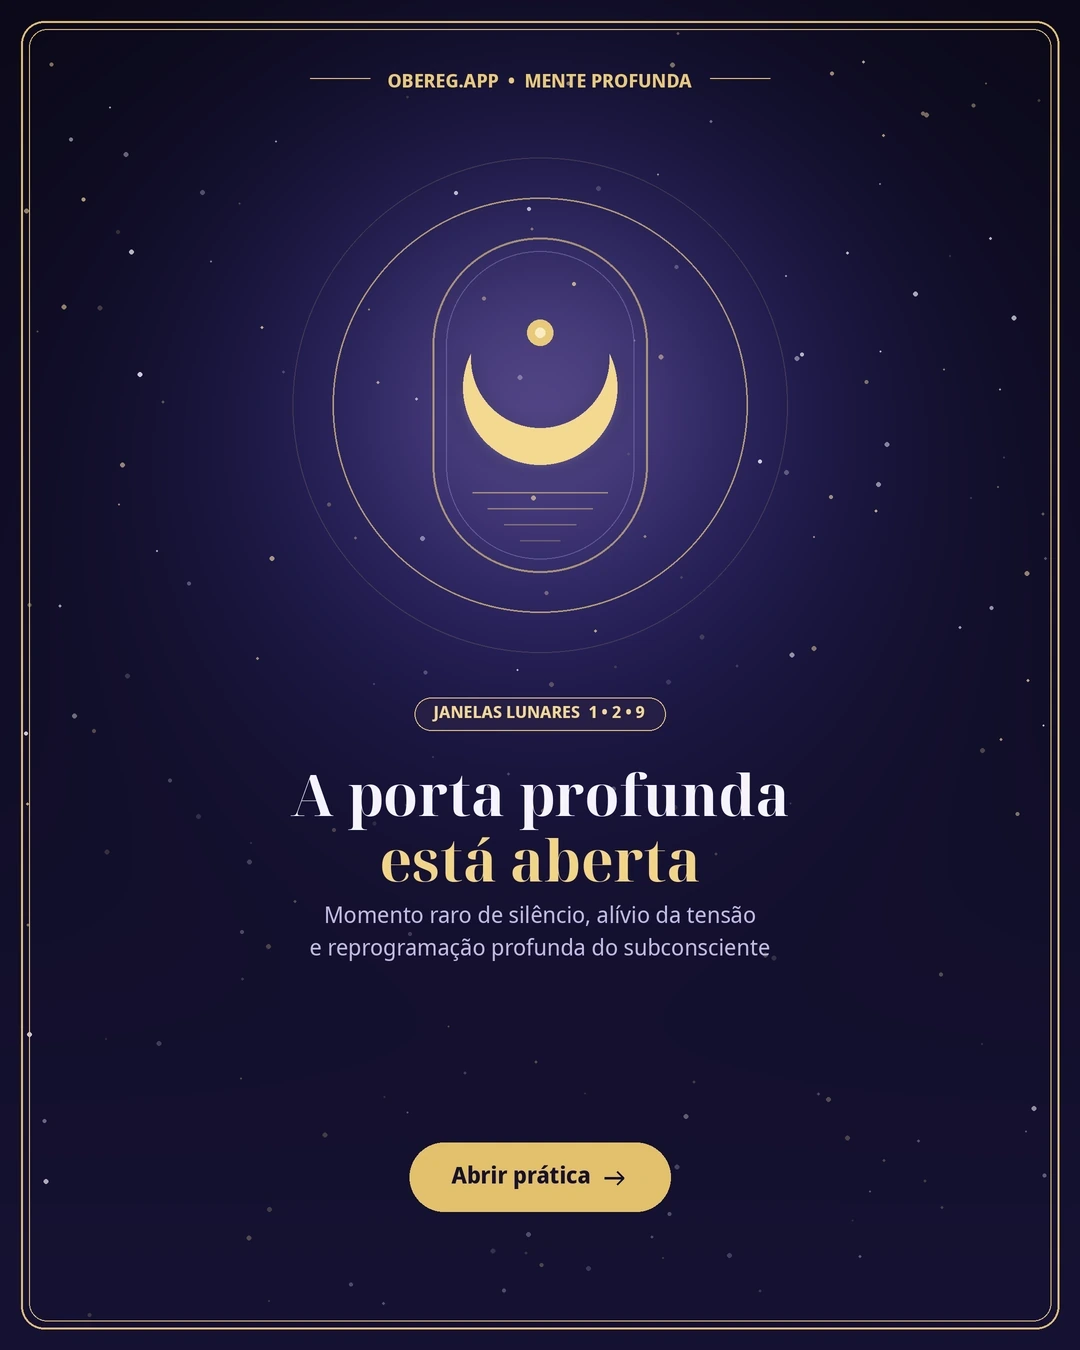 OBEREG.APP • MENTE PROFUNDA
JANELAS LUNARES 1 • 2 • 9
A porta profunda
está aberta
Momento raro de silêncio, alívio da tensão
e reprogramação profunda do subconsciente
Abrir prática →